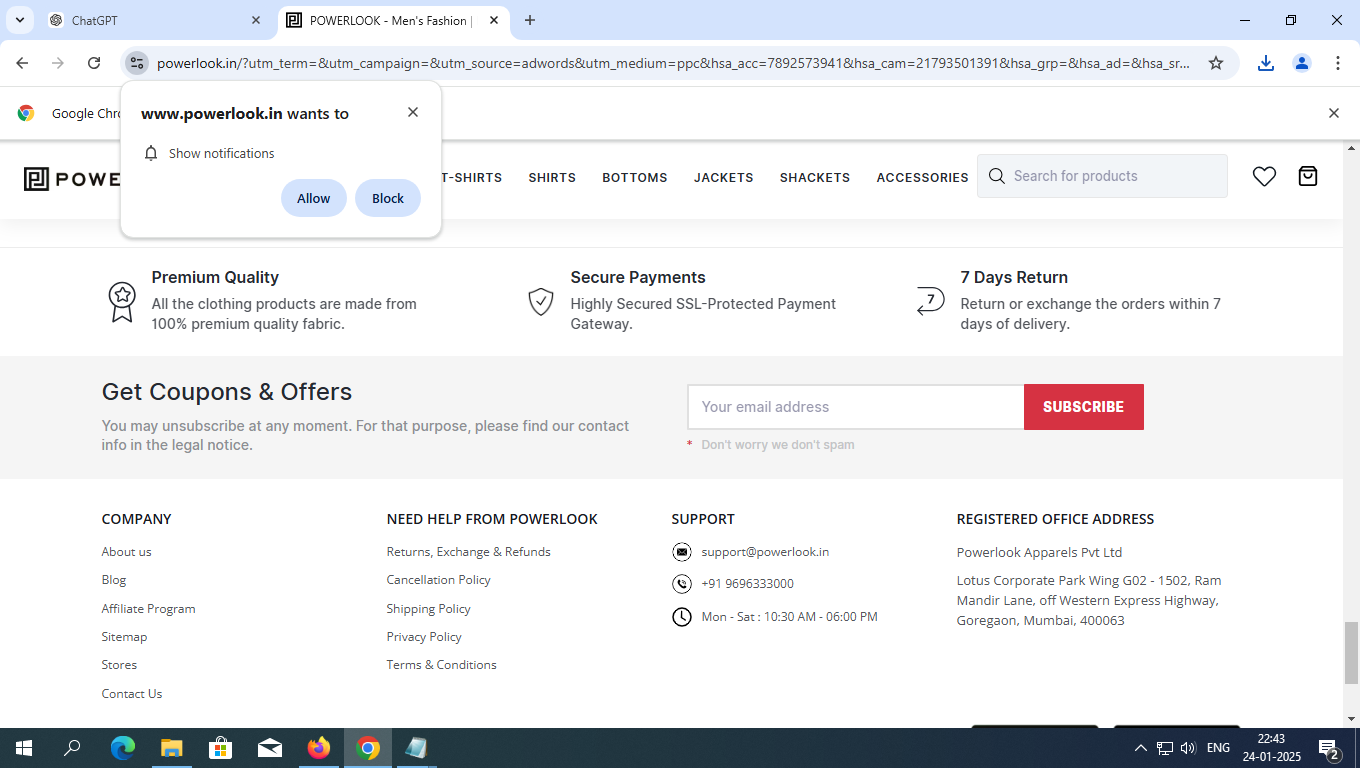 ChatGPT
POWERLOOK - Men's Fashion |
powerlook.in/?utm_term=&utm_campaign=&utm_source=adwords&utm_medium=ppc&hsa_acc=7892573941&hsa_cam=21793501391&hsa_grp=&hsa_ad=&hsa_sr...
Google Chro
www.powerlook.in wants to
Show notifications
Allow
Block
POWE
T-SHIRTS
SHIRTS
BOTTOMS
JACKETS
SHACKETS
ACCESSORIES
Search for products
Premium Quality
All the clothing products are made from
100% premium quality fabric.
Secure Payments
Highly Secured SSL-Protected Payment
Gateway.
7
7 Days Return
Return or exchange the orders within 7
days of delivery.
Get Coupons & Offers
You may unsubscribe at any moment. For that purpose, please find our contact
info in the legal notice.
Your email address
SUBSCRIBE
* Don't worry we don't spam
COMPANY
About us
Blog
Affiliate Program
Sitemap
Stores
Contact Us
NEED HELP FROM POWERLOOK
Returns, Exchange & Refunds
Cancellation Policy
Shipping Policy
Privacy Policy
Terms & Conditions
SUPPORT
support@powerlook.in
+91 9696333000
Mon - Sat : 10:30 AM - 06:00 PM
REGISTERED OFFICE ADDRESS
Powerlook Apparels Pvt Ltd
Lotus Corporate Park Wing G02 - 1502, Ram
Mandir Lane, off Western Express Highway,
Goregaon, Mumbai, 400063
ENG
22:43
24-01-2025
2